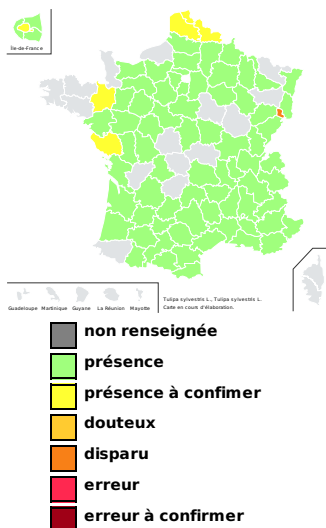 Île-de-France
Guadeloupe Martinique Guyane La Réunion Mayotte
Tulipa sylvestris L., Tulipa sylvestris L.
Carte en cours d'élaboration.
non renseignée
présence
présence à confimer
douteux
disparu
erreur
erreur à confirmer